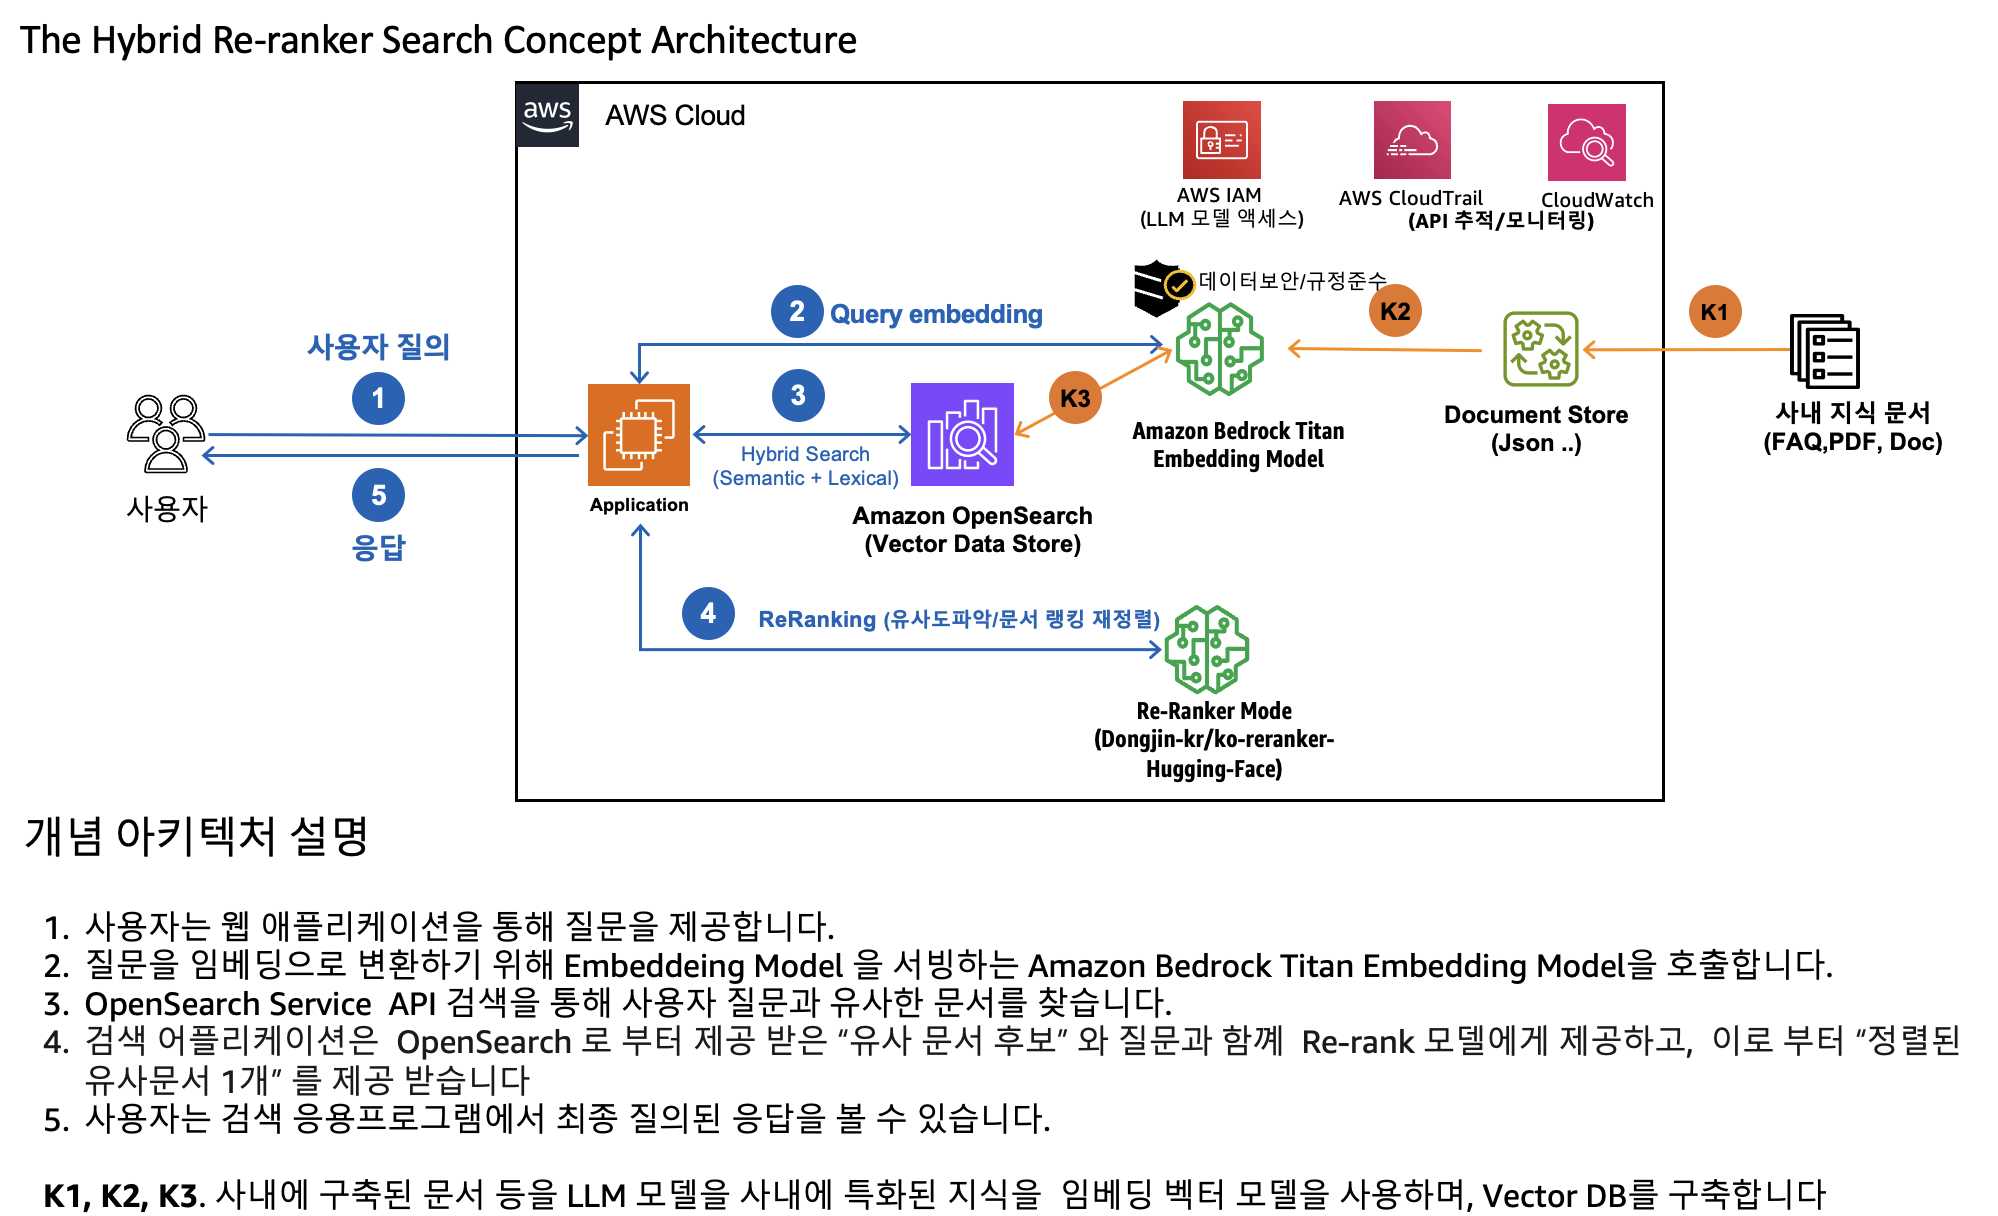 The Hybrid Re-ranker Search Concept Architecture
aws
AWS Cloud
AWS IAM
(LLM 모델 액세스)
AWS CloudTrail
CloudWatch
(API 추적/모니터링)
데이터보안/규정준수
사용자 질의
1
5
응답
사용자
2
Query embedding
3
Hybrid Search
(Semantic + Lexical)
Application
Amazon OpenSearch
(Vector Data Store)
K3
Amazon Bedrock Titan
Embedding Model
K2
Document Store
(Json ..)
K1
사내 지식 문서
(FAQ,PDF, Doc)
4
ReRanking (유사도파악/문서 랭킹 재정렬)
Re-Ranker Mode
(Dongjin-kr/ko-reranker-
Hugging-Face)
개념 아키텍처 설명
1. 사용자는 웹 애플리케이션을 통해 질문을 제공합니다.
2. 질문을 임베딩으로 변환하기 위해 Embeddeing Model 을 서빙하는 Amazon Bedrock Titan Embedding Model을 호출합니다.
3. OpenSearch Service API 검색을 통해 사용자 질문과 유사한 문서를 찾습니다.
4. 검색 어플리케이션은 OpenSearch 로 부터 제공 받은 “유사 문서 후보” 와 질문과 함꼐 Re-rank 모델에게 제공하고, 이로 부터 “정렬된
유사문서 1개” 를 제공 받습니다
5. 사용자는 검색 응용프로그램에서 최종 질의된 응답을 볼 수 있습니다.
K1, K2, K3. 사내에 구축된 문서 등을 LLM 모델을 사내에 특화된 지식을 임베딩 벡터 모델을 사용하며, Vector DB를 구축합니다